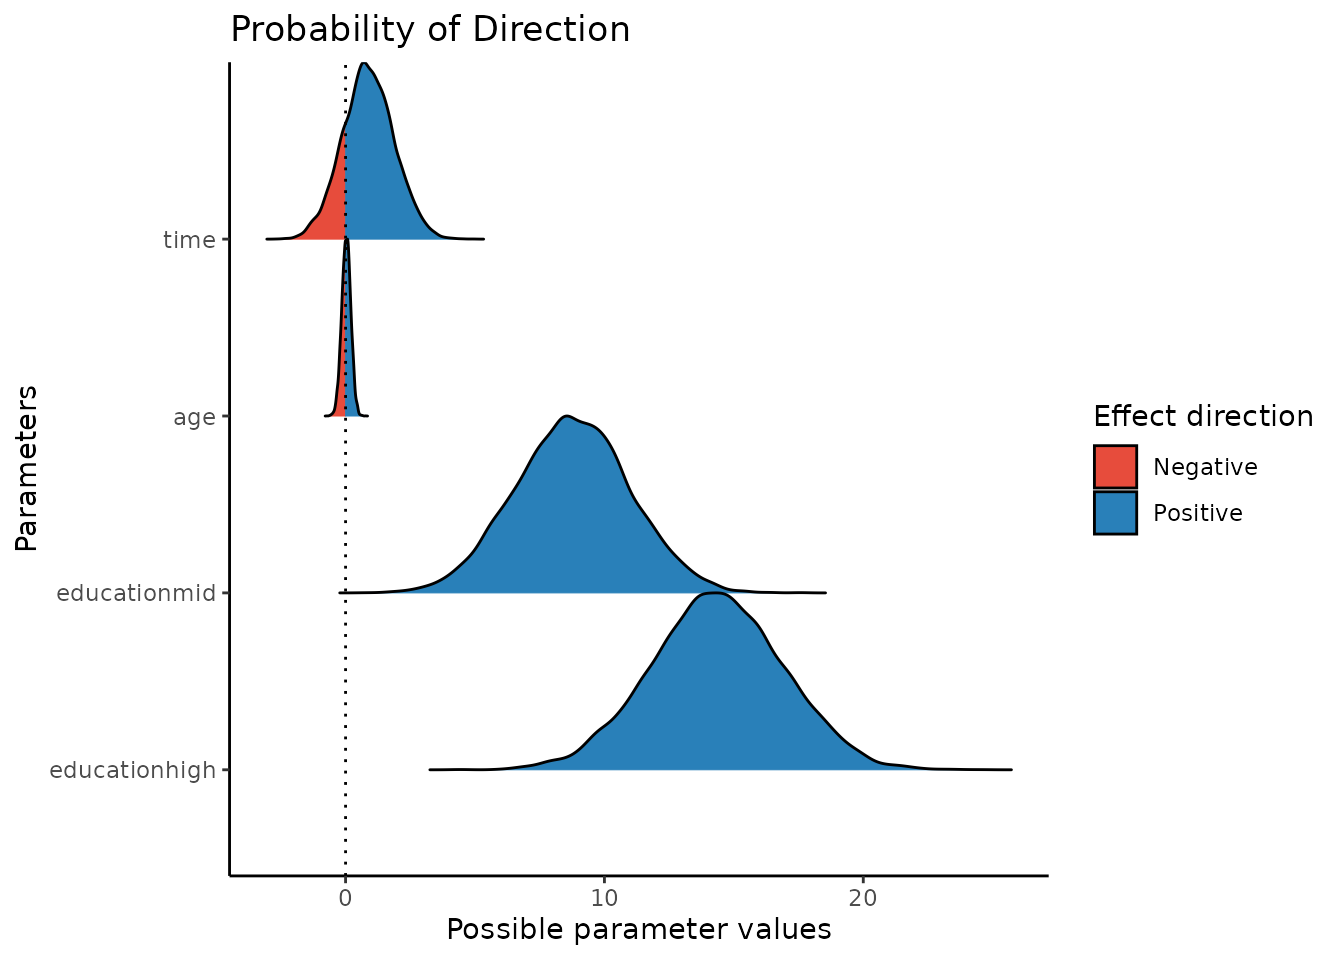 Probability of Direction
time
age
educationmid
educationhigh
Parameters
0 10 20
Possible parameter values
Effect direction
Negative
Positive